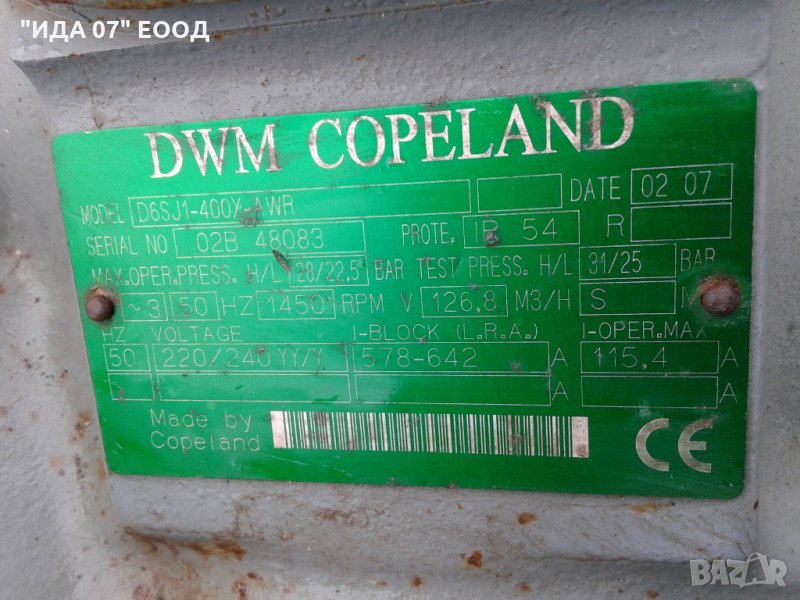 "ИДА 07" ЕООД
DWM COPELAND
MODEL D6SJ1-400X-AWR DATE 02 07
SERIAL NO 02B 48083 PROTE. IP 54 R
MAX.OPER.PRESS. H/L 28/22,5 BAR TEST PRESS. H/L 31/25 BAR
~3 50 HZ 1450 RPM V 126,8 M3/H S
HZ VOLTAGE I-BLOCK (L.R.A.) I-OPER.MAX
50 220/240 YY/Y 578-642 A 115,4 A
A A
Made by
Copeland
CE
BAZAR